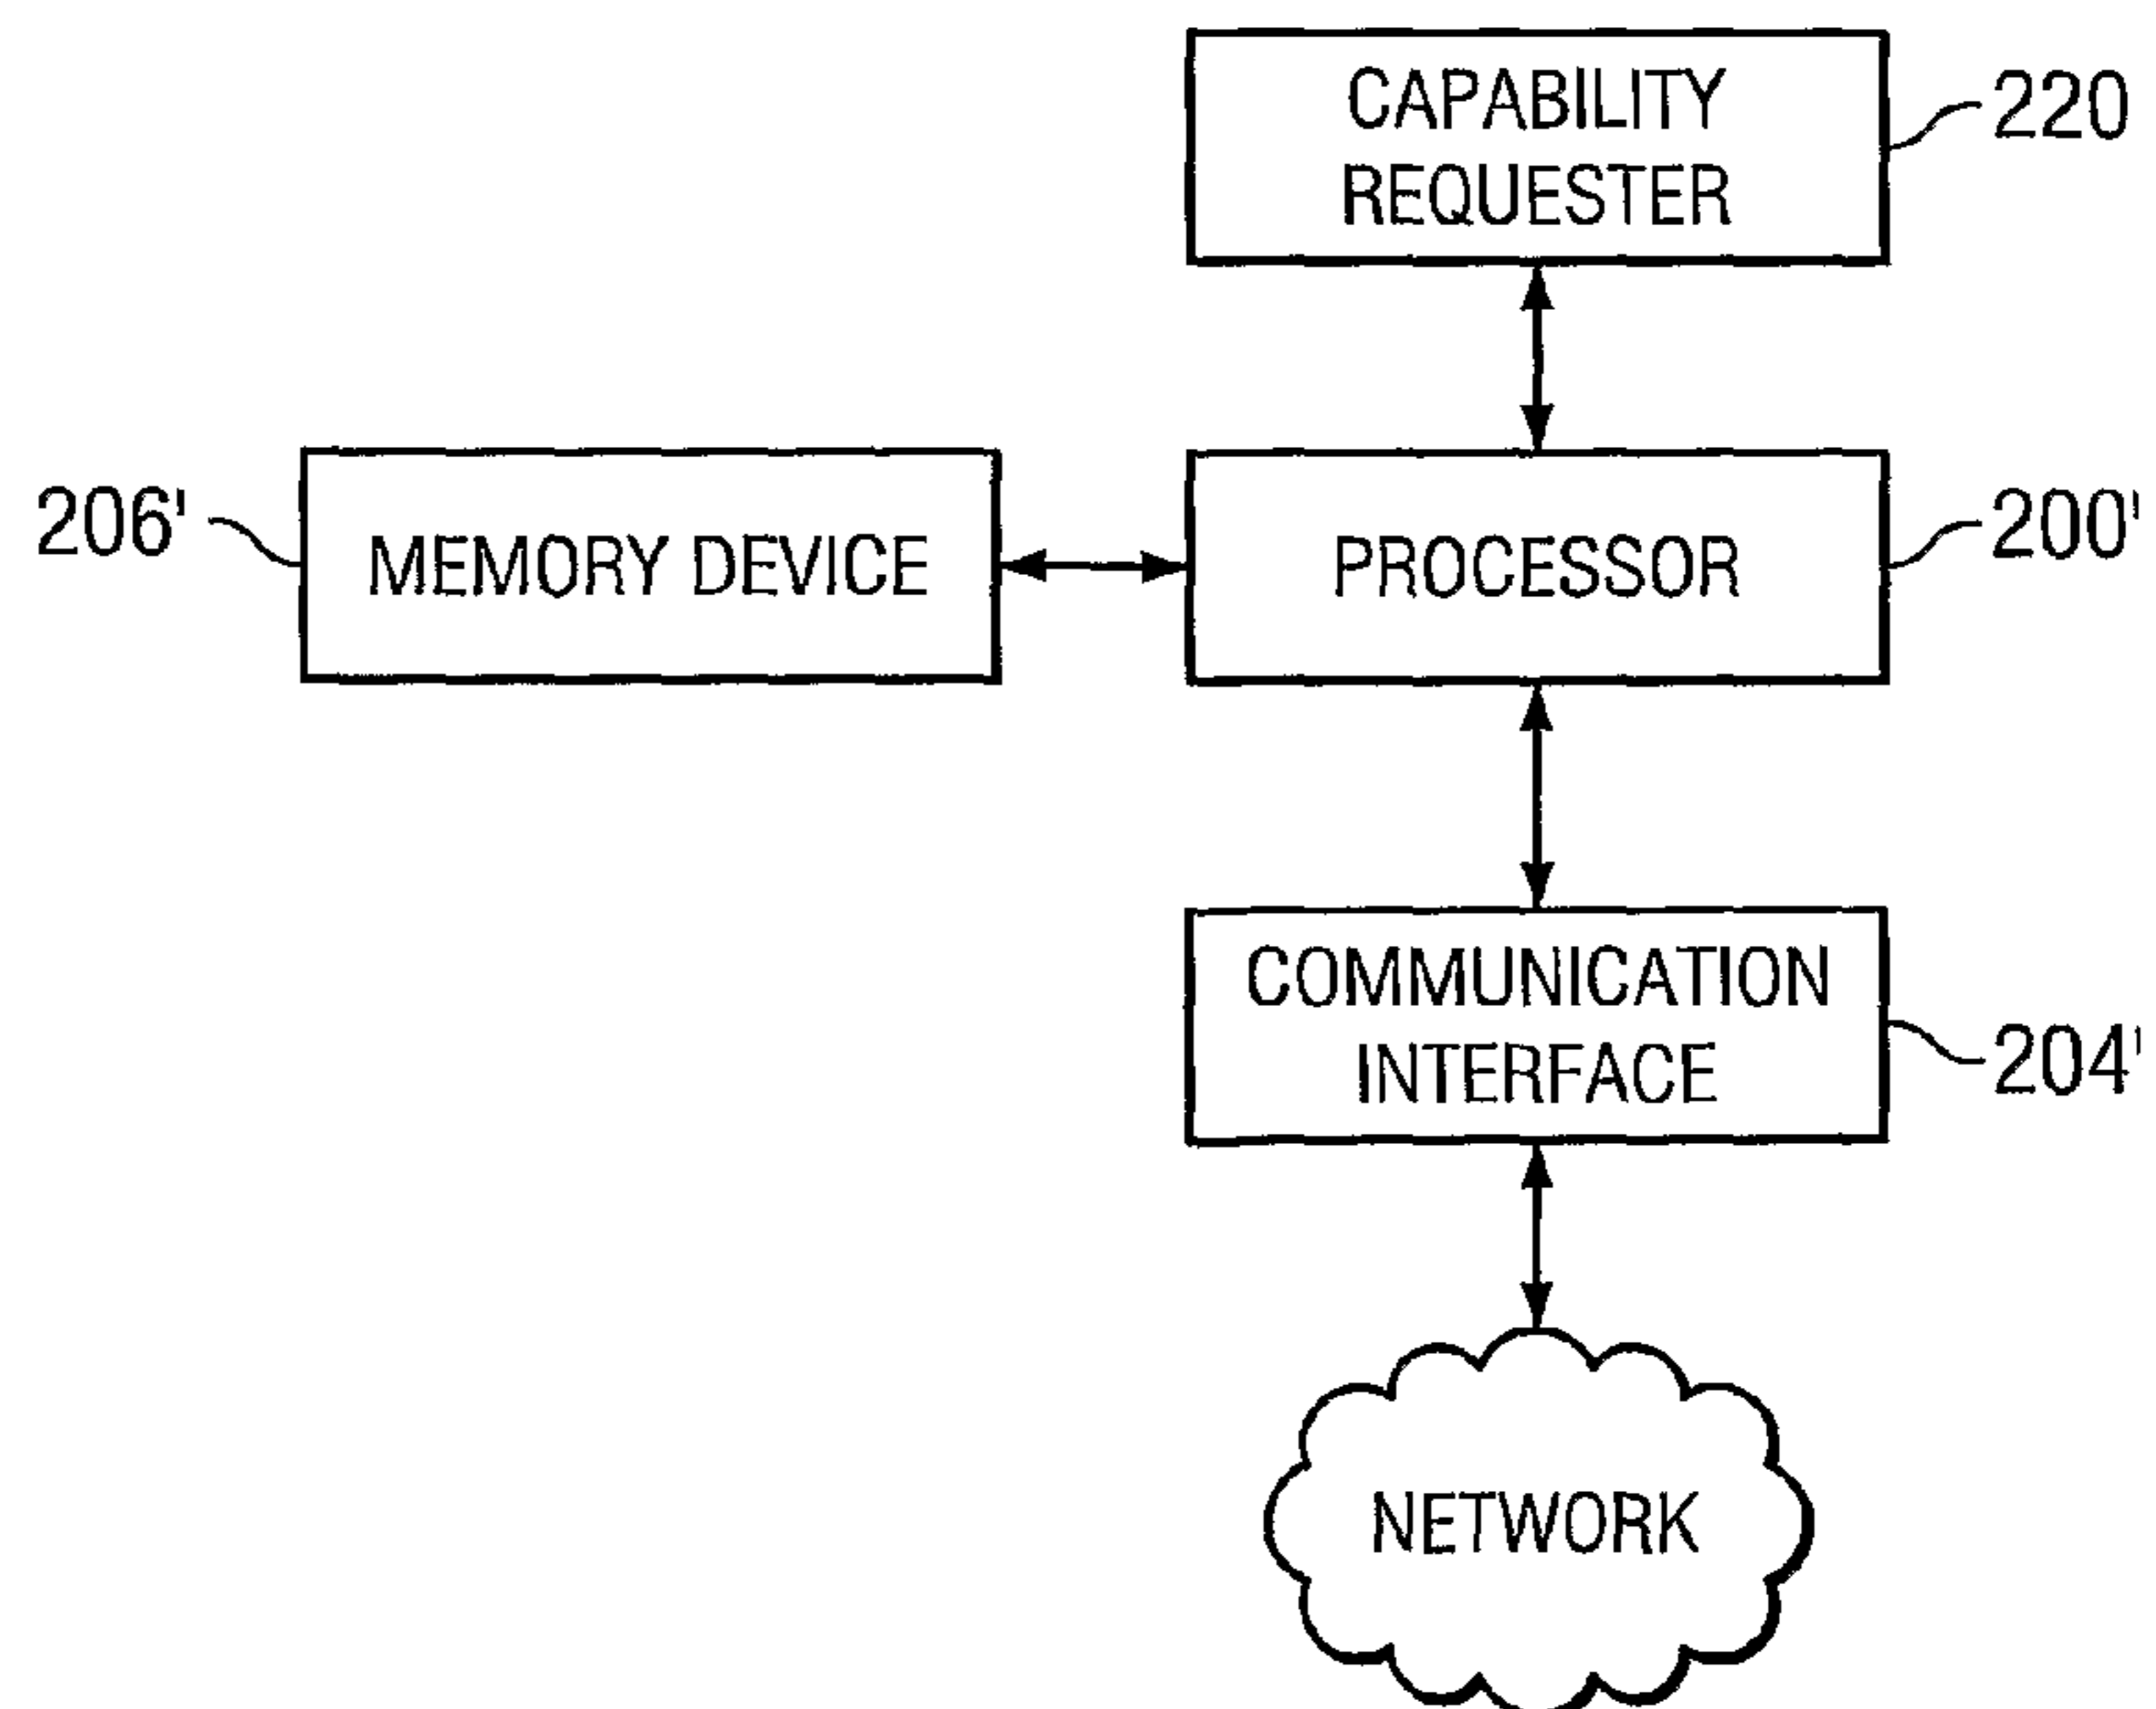 CAPABILITY
REQUESTER
220
206'
MEMORY DEVICE
PROCESSOR
200'
COMMUNICATION
INTERFACE
204'
NETWORK